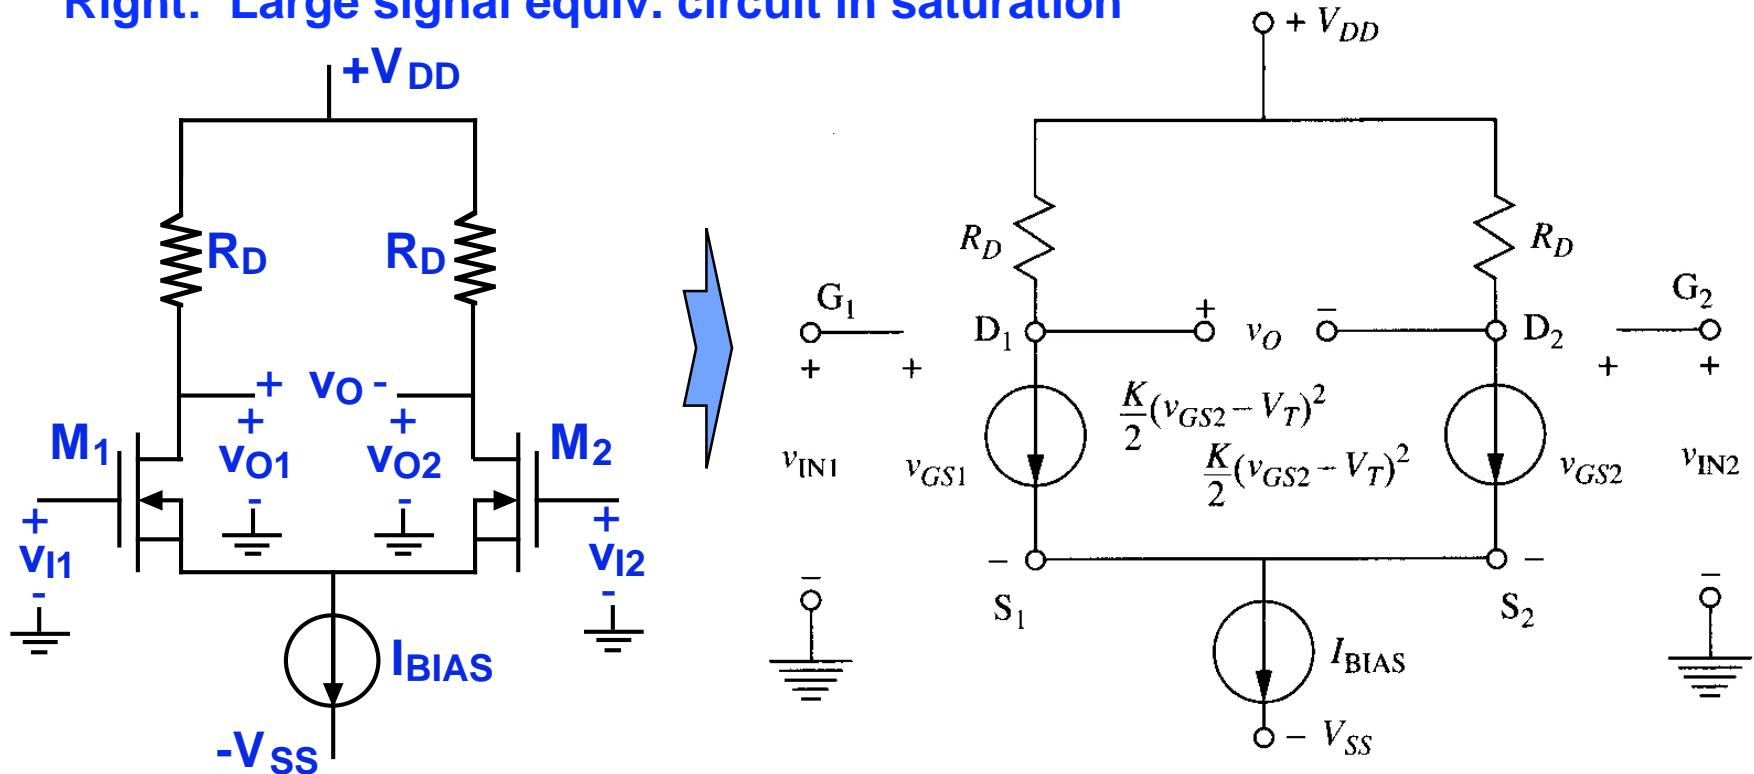 Right: Large signal equiv. circuit in saturation
+VDD
RD
RD
+ vO -
M1
+
vO1
-
+
vO2
-
M2
+
vI1
-
+
vI2
-
IBIAS
-VSS
+ VDD
RD
RD
G1
D1
+
vO
-
D2
G2
+
+
+
+
K/2 (vGS2 – VT)2
K/2 (vGS2 – VT)2
vIN1
vGS1
vGS2
vIN2
-
-
-
-
S1
S2
IBIAS
– VSS